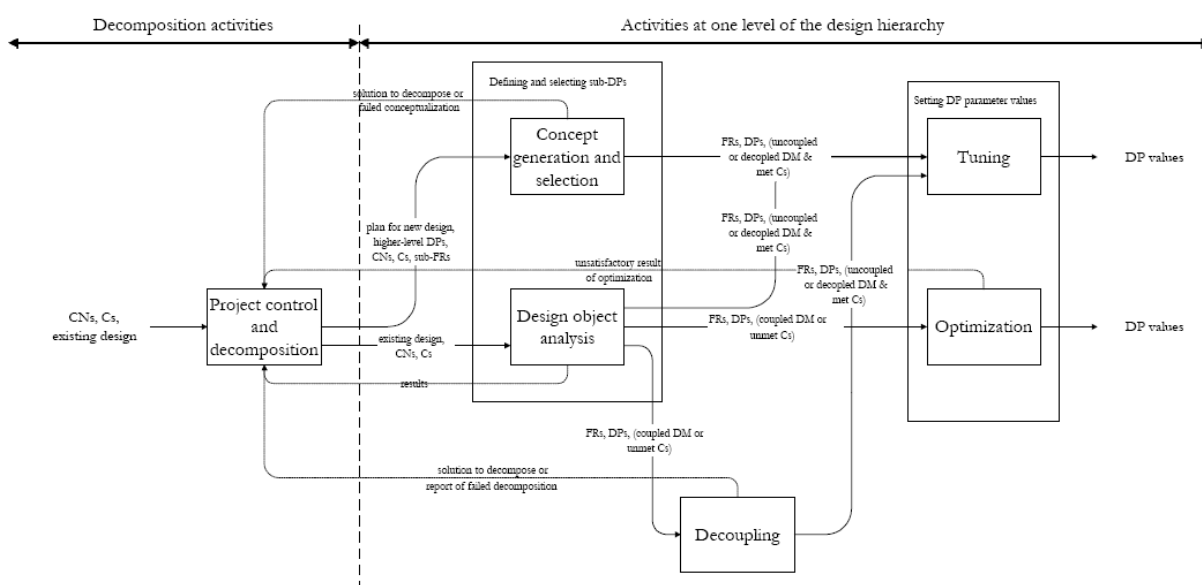 Decomposition activities
Activities at one level of the design hierarchy
Defining and selecting sub-DPs
solution to decompose or
failed conceptualization
Concept
generation and
selection
FRs, DPs, (uncoupled
or decopled DM &
met Cs)
Setting DP parameter values
Tuning
DP values
plan for new design,
higher-level DPs,
CNs, Cs, sub-FRs
FRs, DPs, (uncoupled
or decopled DM &
met Cs)
unsatisfactory result
of optimization
FRs, DPs, (uncoupled
or decopled DM &
met Cs)
CNs, Cs,
existing design
Project control
and
decomposition
existing design,
CNs, Cs
Design object
analysis
FRs, DPs, (coupled DM or
unmet Cs)
Optimization
DP values
results
FRs, DPs, (coupled DM or
unmet Cs)
solution to decompose or
report of failed decomposition
Decoupling